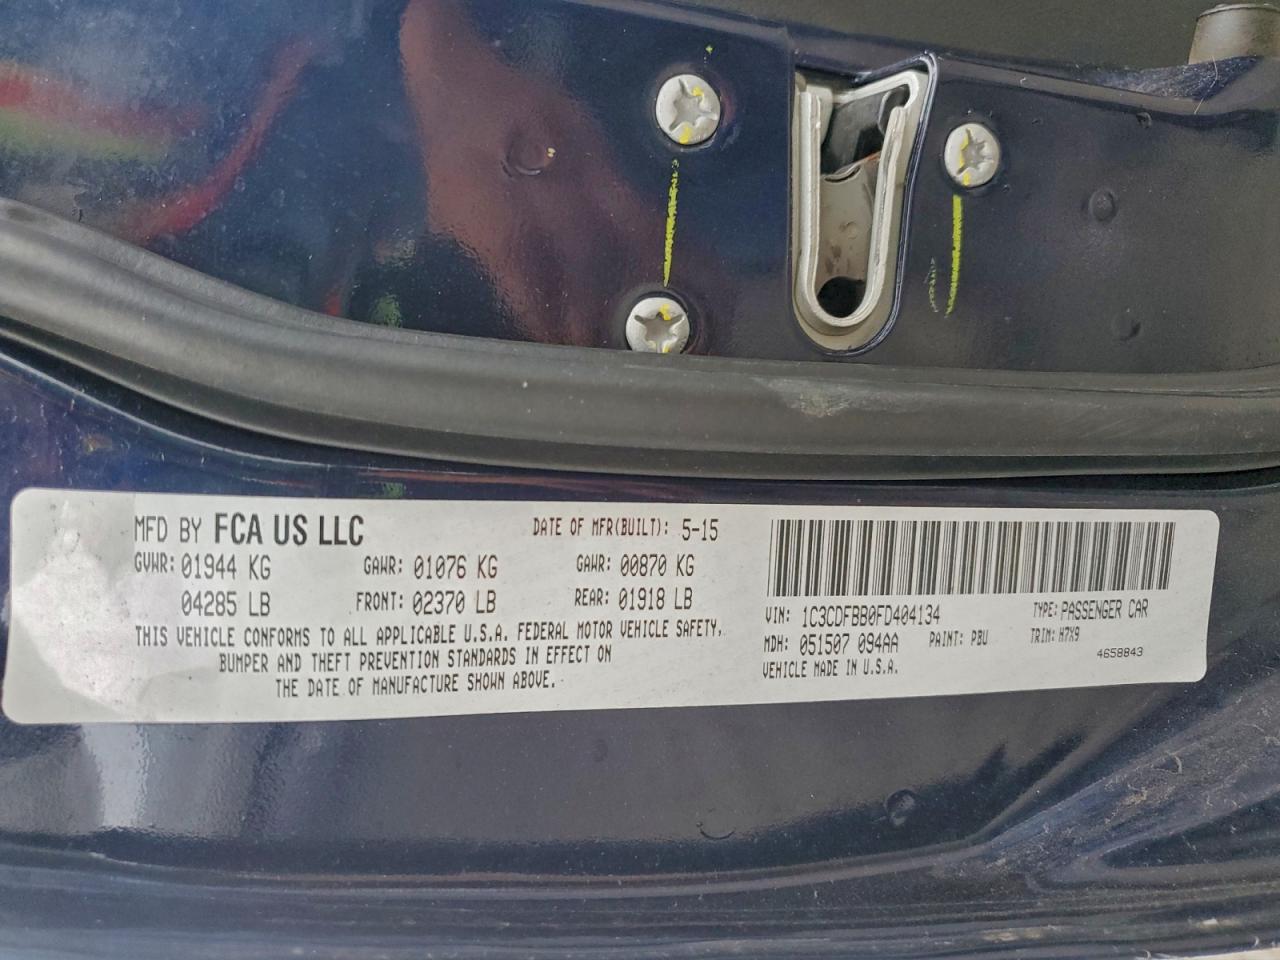 MFD BY FCA US LLC DATE OF MFR(BUILT): 5-15
GVWR: 01944 KG GAWR: 01076 KG GAWR: 00870 KG
04285 LB FRONT: 02370 LB REAR: 01918 LB
THIS VEHICLE CONFORMS TO ALL APPLICABLE U.S.A. FEDERAL MOTOR VEHICLE SAFETY,
BUMPER AND THEFT PREVENTION STANDARDS IN EFFECT ON
THE DATE OF MANUFACTURE SHOWN ABOVE.
VIN: 1C3CDFBB0FD404134 TYPE: PASSENGER CAR
MDH: 051507 094AA PAINT: PBU TRIM: H7X9
VEHICLE MADE IN U.S.A. 4658843